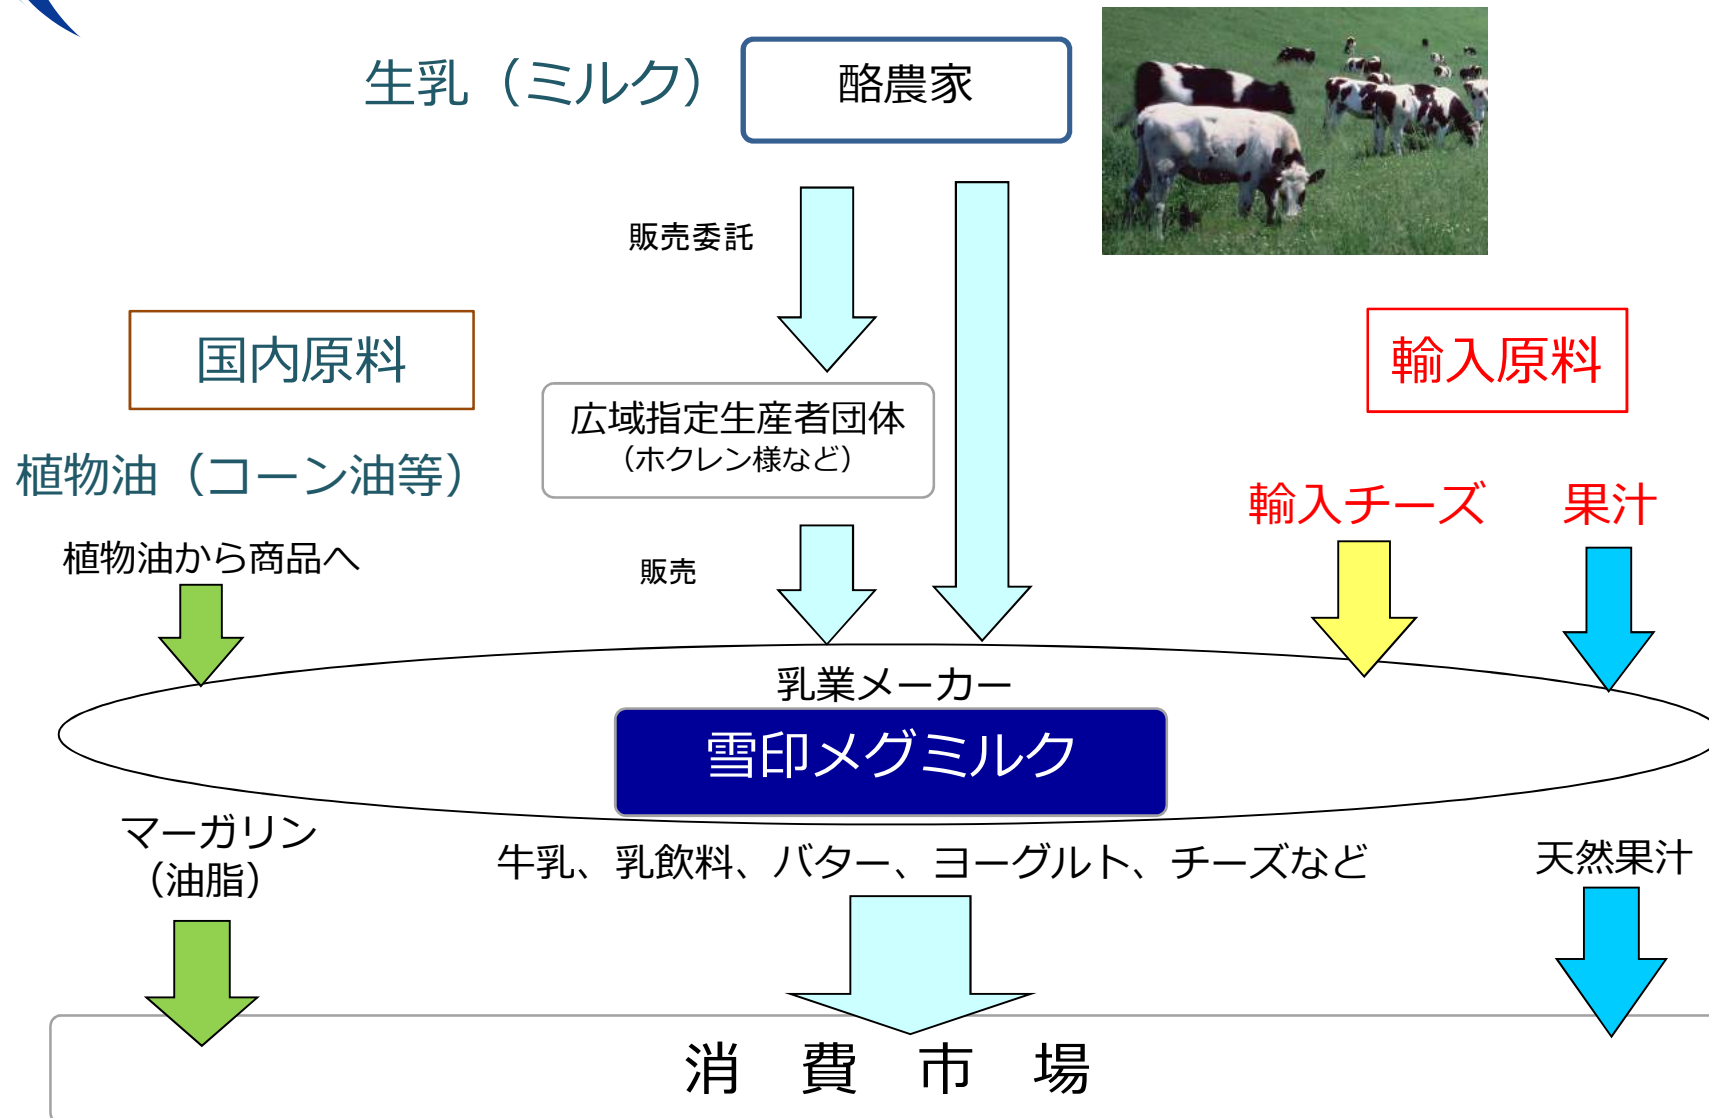 生乳（ミルク）
酪農家
販売委託
国内原料
輸入原料
広域指定生産者団体
（ホクレン様など）
植物油（コーン油等）
輸入チーズ
果汁
植物油から商品へ
販売
乳業メーカー
雪印メグミルク
マーガリン
（油脂）
牛乳、乳飲料、バター、ヨーグルト、チーズなど
天然果汁
消　費　市　場